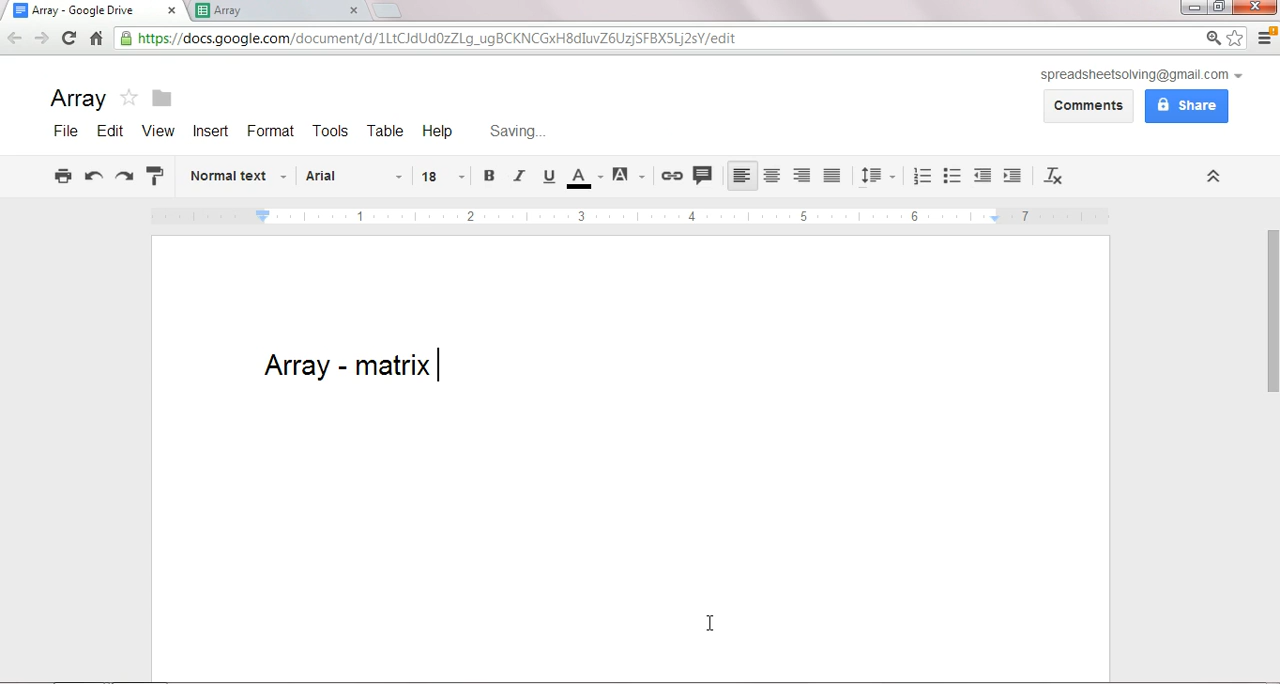 Array - Google Drive
Array
https://docs.google.com/document/d/1LtCJdUd0zZLg_ugBCKNCGxH8dIuvZ6UzjSFBX5Lj2sY/edit
spreadsheetsolving@gmail.com
Array
Comments
Share
File Edit View Insert Format Tools Table Help Saving...
Normal text Arial 18 B I U A A
1 2 3 4 5 6 7
Array - matrix